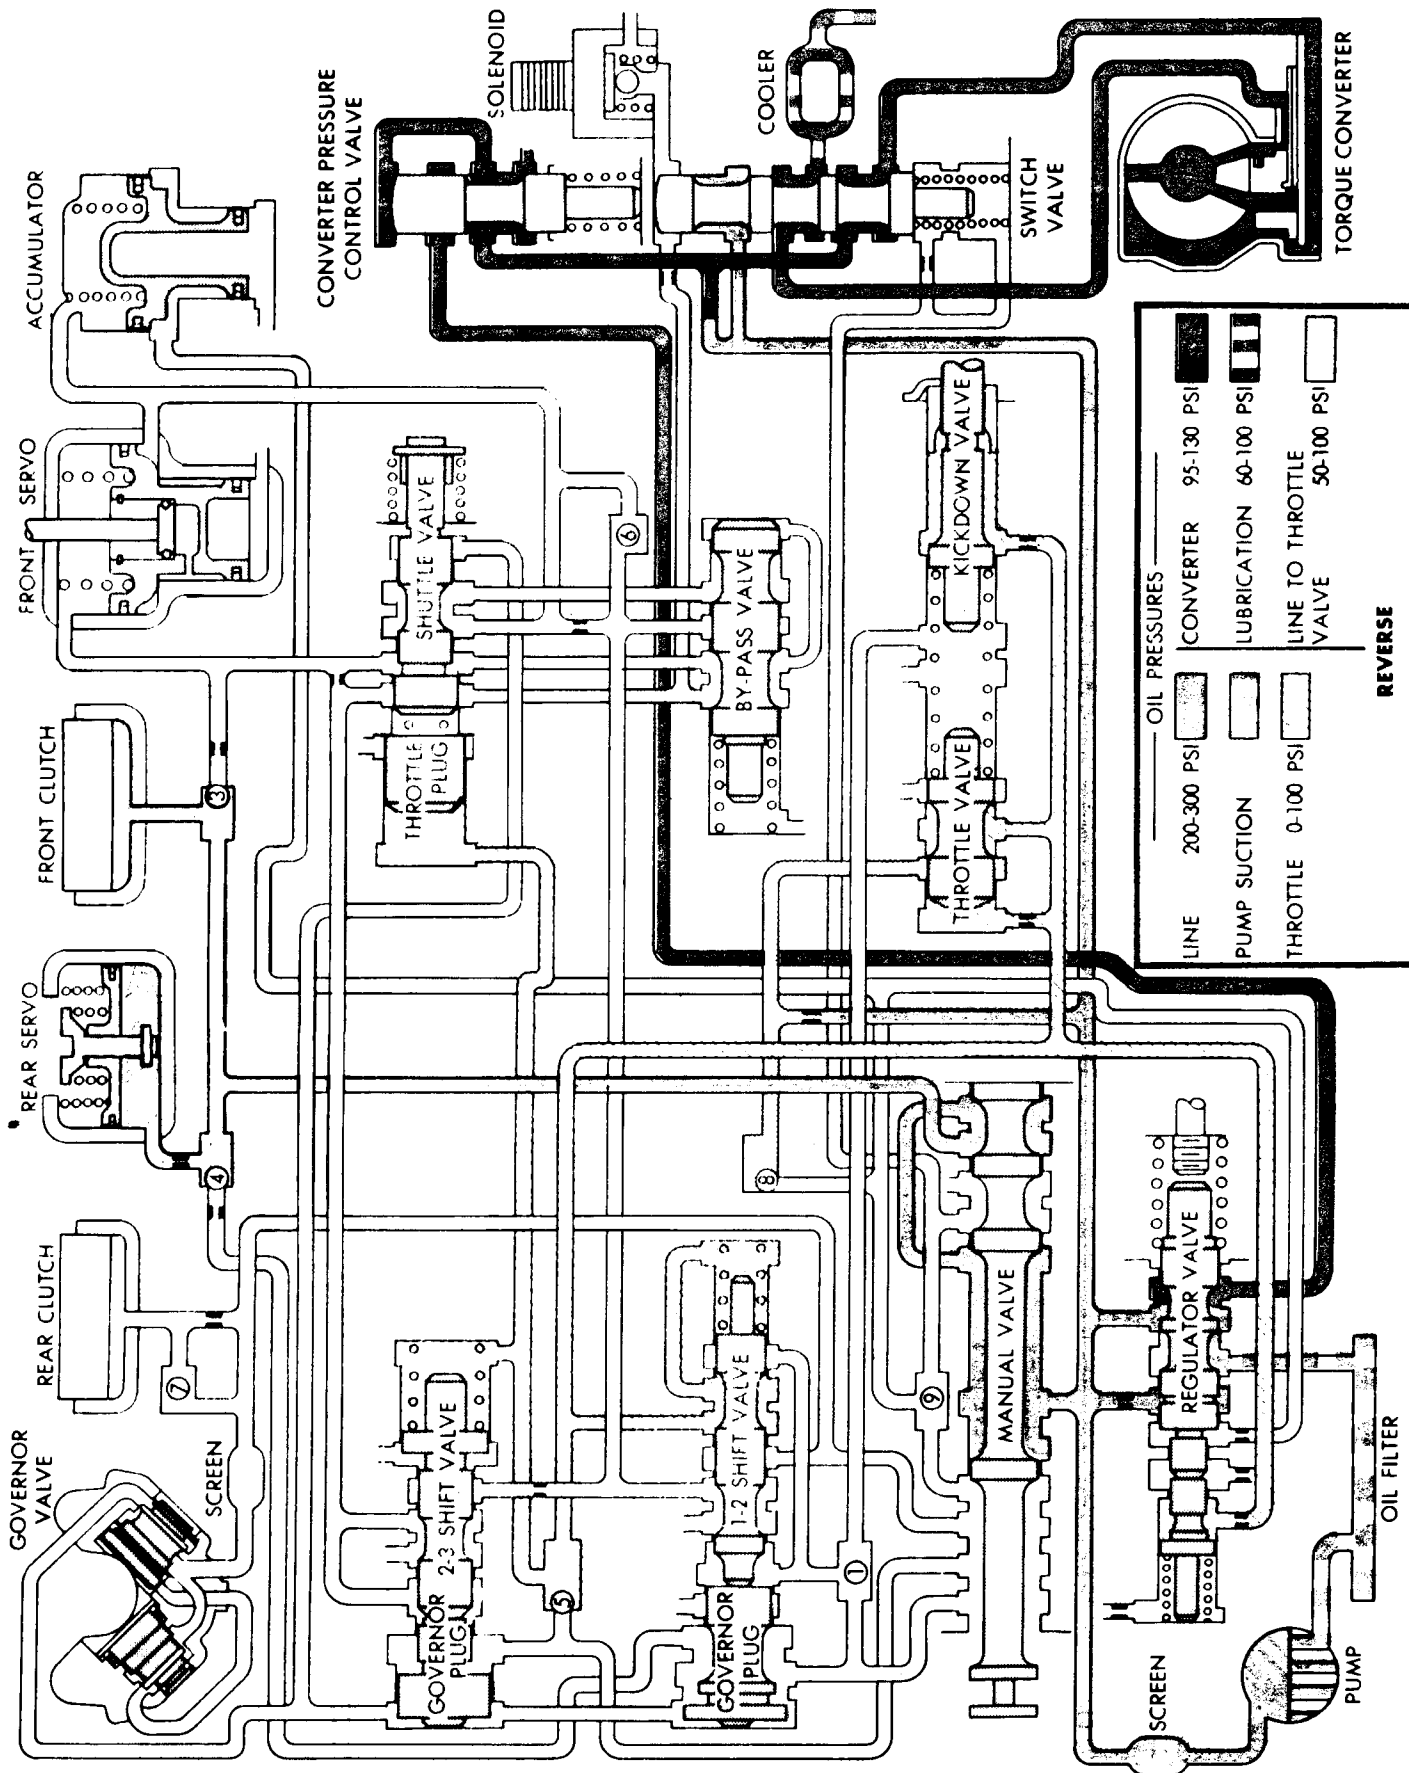 GOVERNOR
VALVE
REAR CLUTCH
REAR SERVO
FRONT CLUTCH
FRONT SERVO
ACCUMULATOR
SCREEN
7
4
3
CONVERTER PRESSURE
CONTROL VALVE
GOVERNOR
PLUG
2-3 SHIFT VALVE
THROTTLE
PLUG
SHUTTLE VALVE
SOLENOID
5
6
GOVERNOR
PLUG
1-2 SHIFT VALVE
8
BY-PASS VALVE
COOLER
1
9
THROTTLE VALVE
KICKDOWN VALVE
SWITCH
VALVE
MANUAL VALVE
SCREEN
REGULATOR VALVE
PUMP
OIL FILTER
TORQUE CONVERTER
OIL PRESSURES
LINE 200-300 PSI
PUMP SUCTION
THROTTLE 0-100 PSI
CONVERTER 95-130 PSI
LUBRICATION 60-100 PSI
LINE TO THROTTLE
VALVE 50-100 PSI
REVERSE